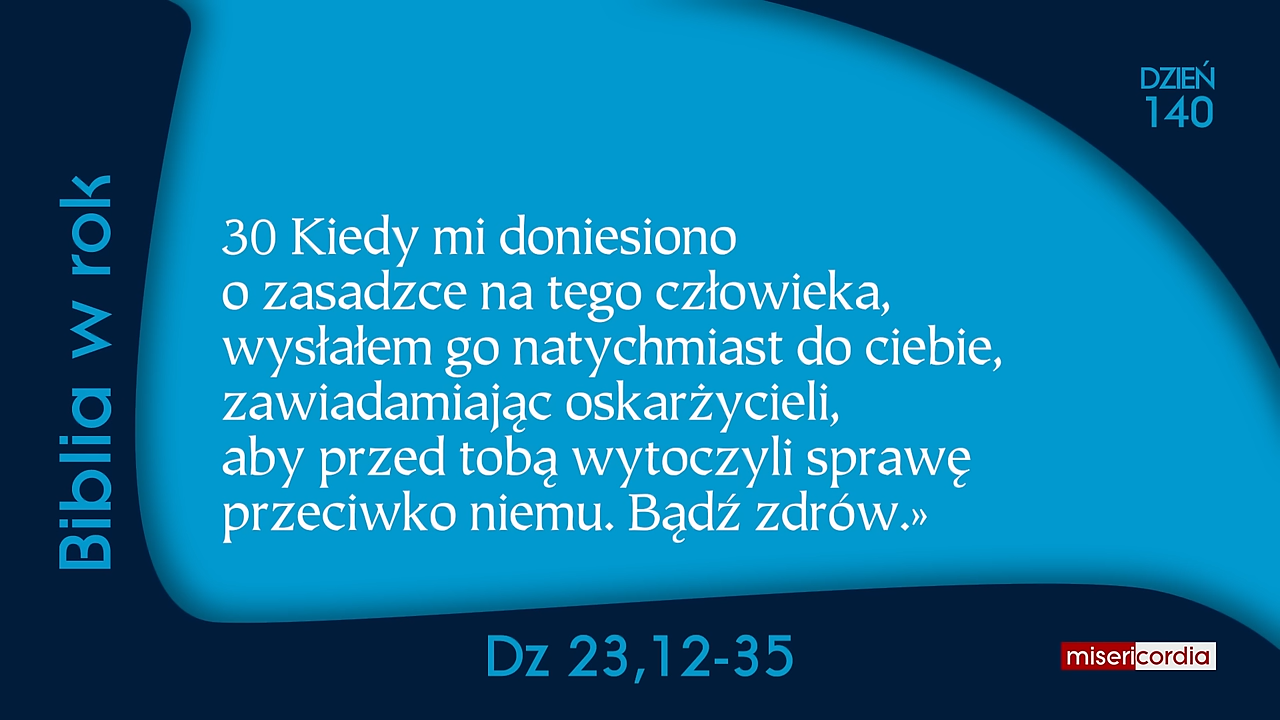 DZIEŃ
140
Biblia w rok
30 Kiedy mi doniesiono
o zasadzce na tego człowieka,
wysłałem go natychmiast do ciebie,
zawiadamiając oskarżycieli,
aby przed tobą wytoczyli sprawę
przeciwko niemu. Bądź zdrów.»
Dz 23,12-35
misericordia